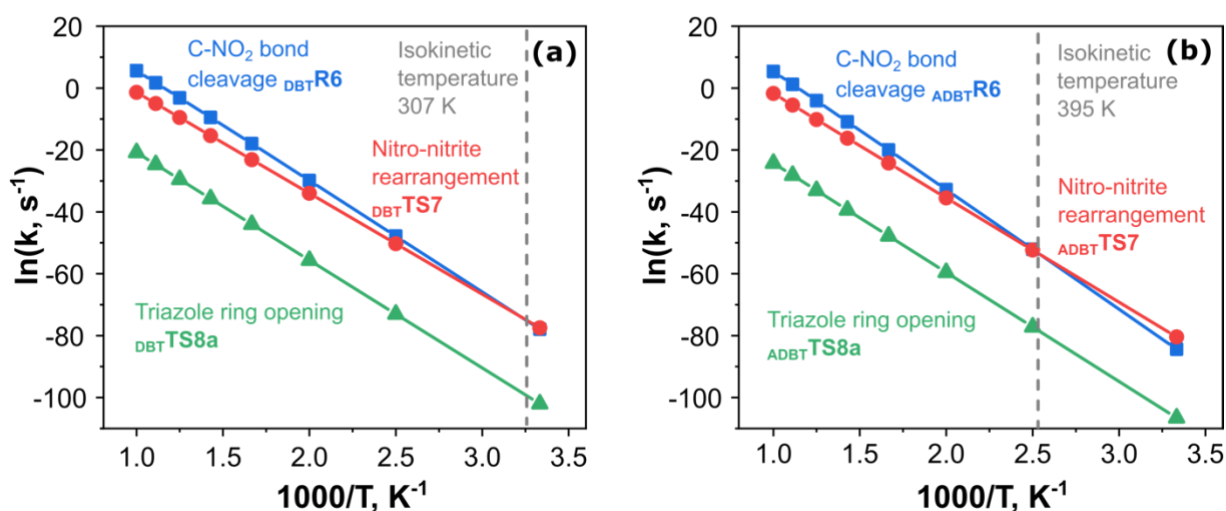 (a)
20
0
-20
-40
-60
-80
-100
ln(k, s⁻¹)
C-NO₂ bond
cleavage DBTR6
Isokinetic
temperature
307 K
Nitro-nitrite
rearrangement
DBTTS7
Triazole ring opening
DBTTS8a
1.0 1.5 2.0 2.5 3.0 3.5
1000/T, K⁻¹
(b)
20
0
-20
-40
-60
-80
-100
ln(k, s⁻¹)
C-NO₂ bond
cleavage ADBTR6
Isokinetic
temperature
395 K
Nitro-nitrite
rearrangement
ADBTTS7
Triazole ring opening
ADBTTS8a
1.0 1.5 2.0 2.5 3.0 3.5
1000/T, K⁻¹